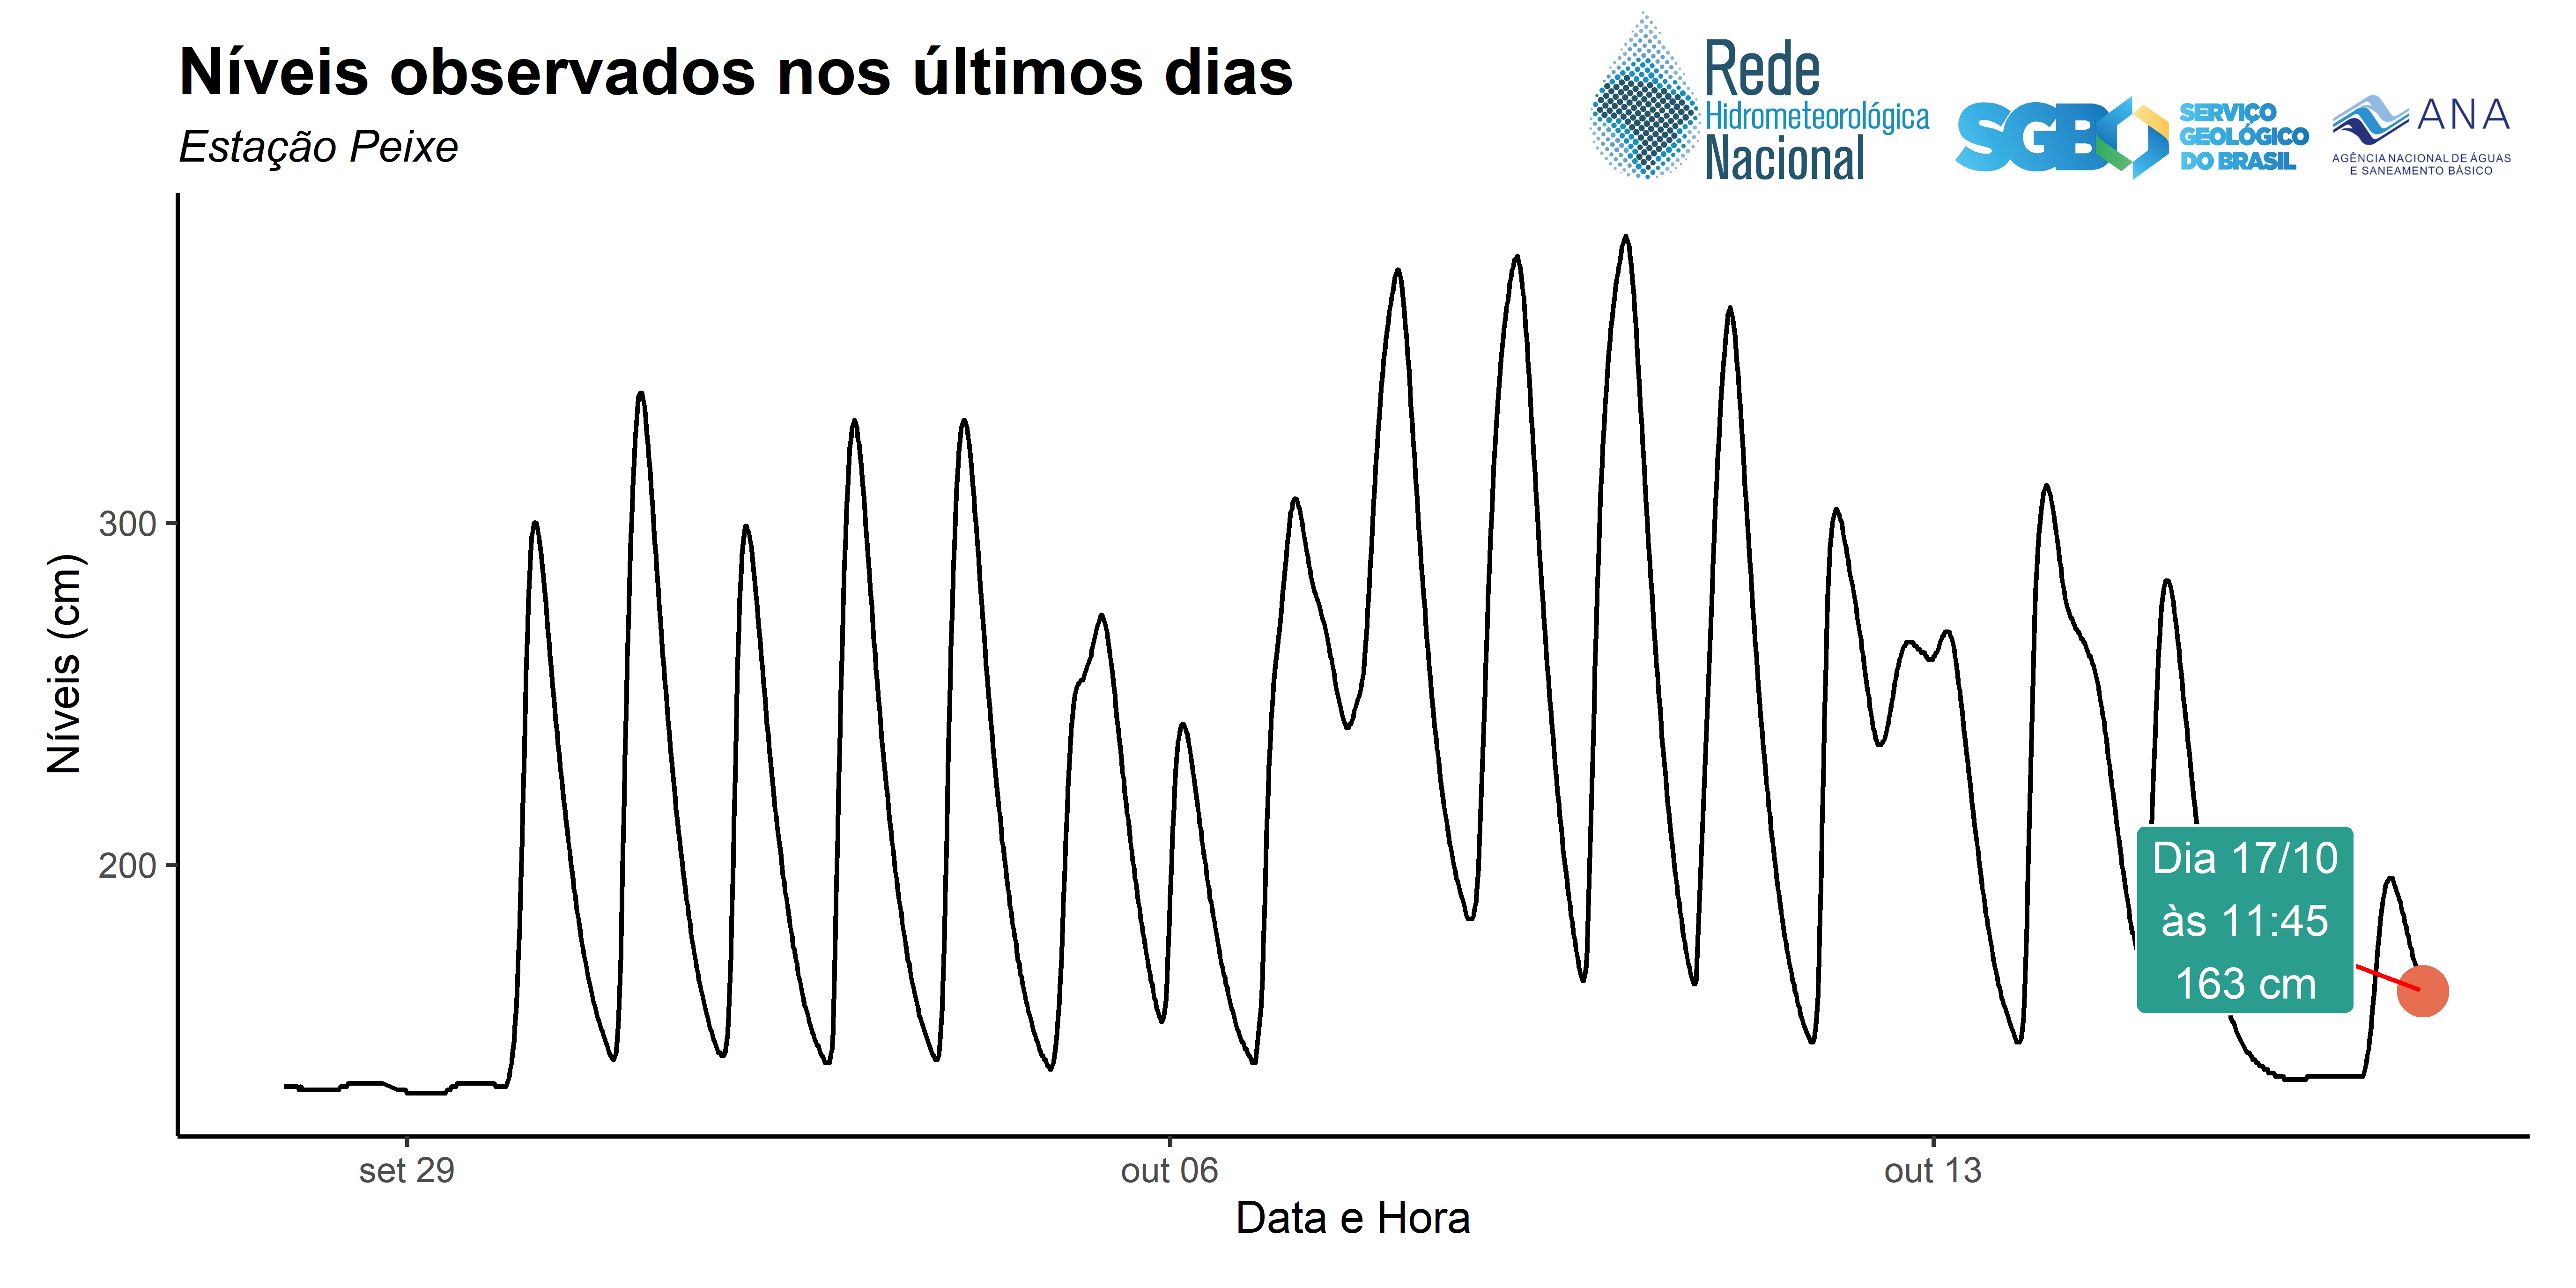 Níveis observados nos últimos dias
Estação Peixe
Rede
Hidrometeorológica
Nacional
SGB
SERVIÇO
GEOLÓGICO
DO BRASIL
ANA
AGÊNCIA NACIONAL DE ÁGUAS
E SANEAMENTO BÁSICO
Níveis (cm)
300
200
Dia 17/10
às 11:45
163 cm
set 29
out 06
out 13
Data e Hora